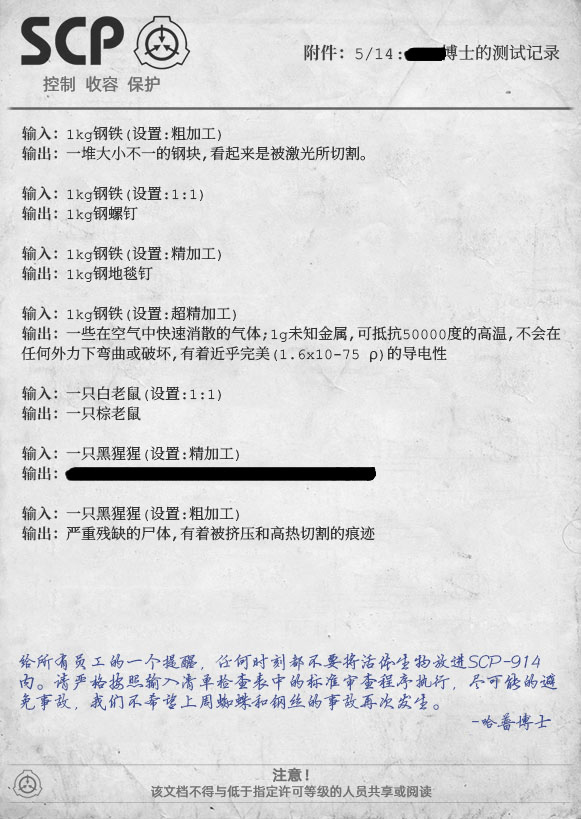 SCP
控制 收容 保护
附件: 5/14: 博士的测试记录
输入: 1kg钢铁(设置:粗加工)
输出: 一堆大小不一的钢块,看起来是被激光所切割。
输入: 1kg钢铁(设置:1:1)
输出: 1kg钢螺钉
输入: 1kg钢铁(设置:精加工)
输出: 1kg钢地毯钉
输入: 1kg钢铁(设置:超精加工)
输出: 一些在空气中快速消散的气体;1g未知金属,可抵抗50000度的高温,不会在
任何外力下弯曲或破坏,有着近乎完美(1.6x10-75 ρ)的导电性
输入: 一只白老鼠(设置:1:1)
输出: 一只棕老鼠
输入: 一只黑猩猩(设置:精加工)
输出:
输入: 一只黑猩猩(设置:粗加工)
输出: 严重残缺的尸体,有着被挤压和高热切割的痕迹
给所有员工的一个提醒, 任何时刻都不要将活体生物放进SCP-914
内。请严格按照输入清单检查表中的标准审查程序执行, 尽可能的避
免事故, 我们不希望上周蜘蛛和钢丝的事故再次发生。
-哈普博士
注意!
该文档不得与低于指定许可等级的人员共享或阅读